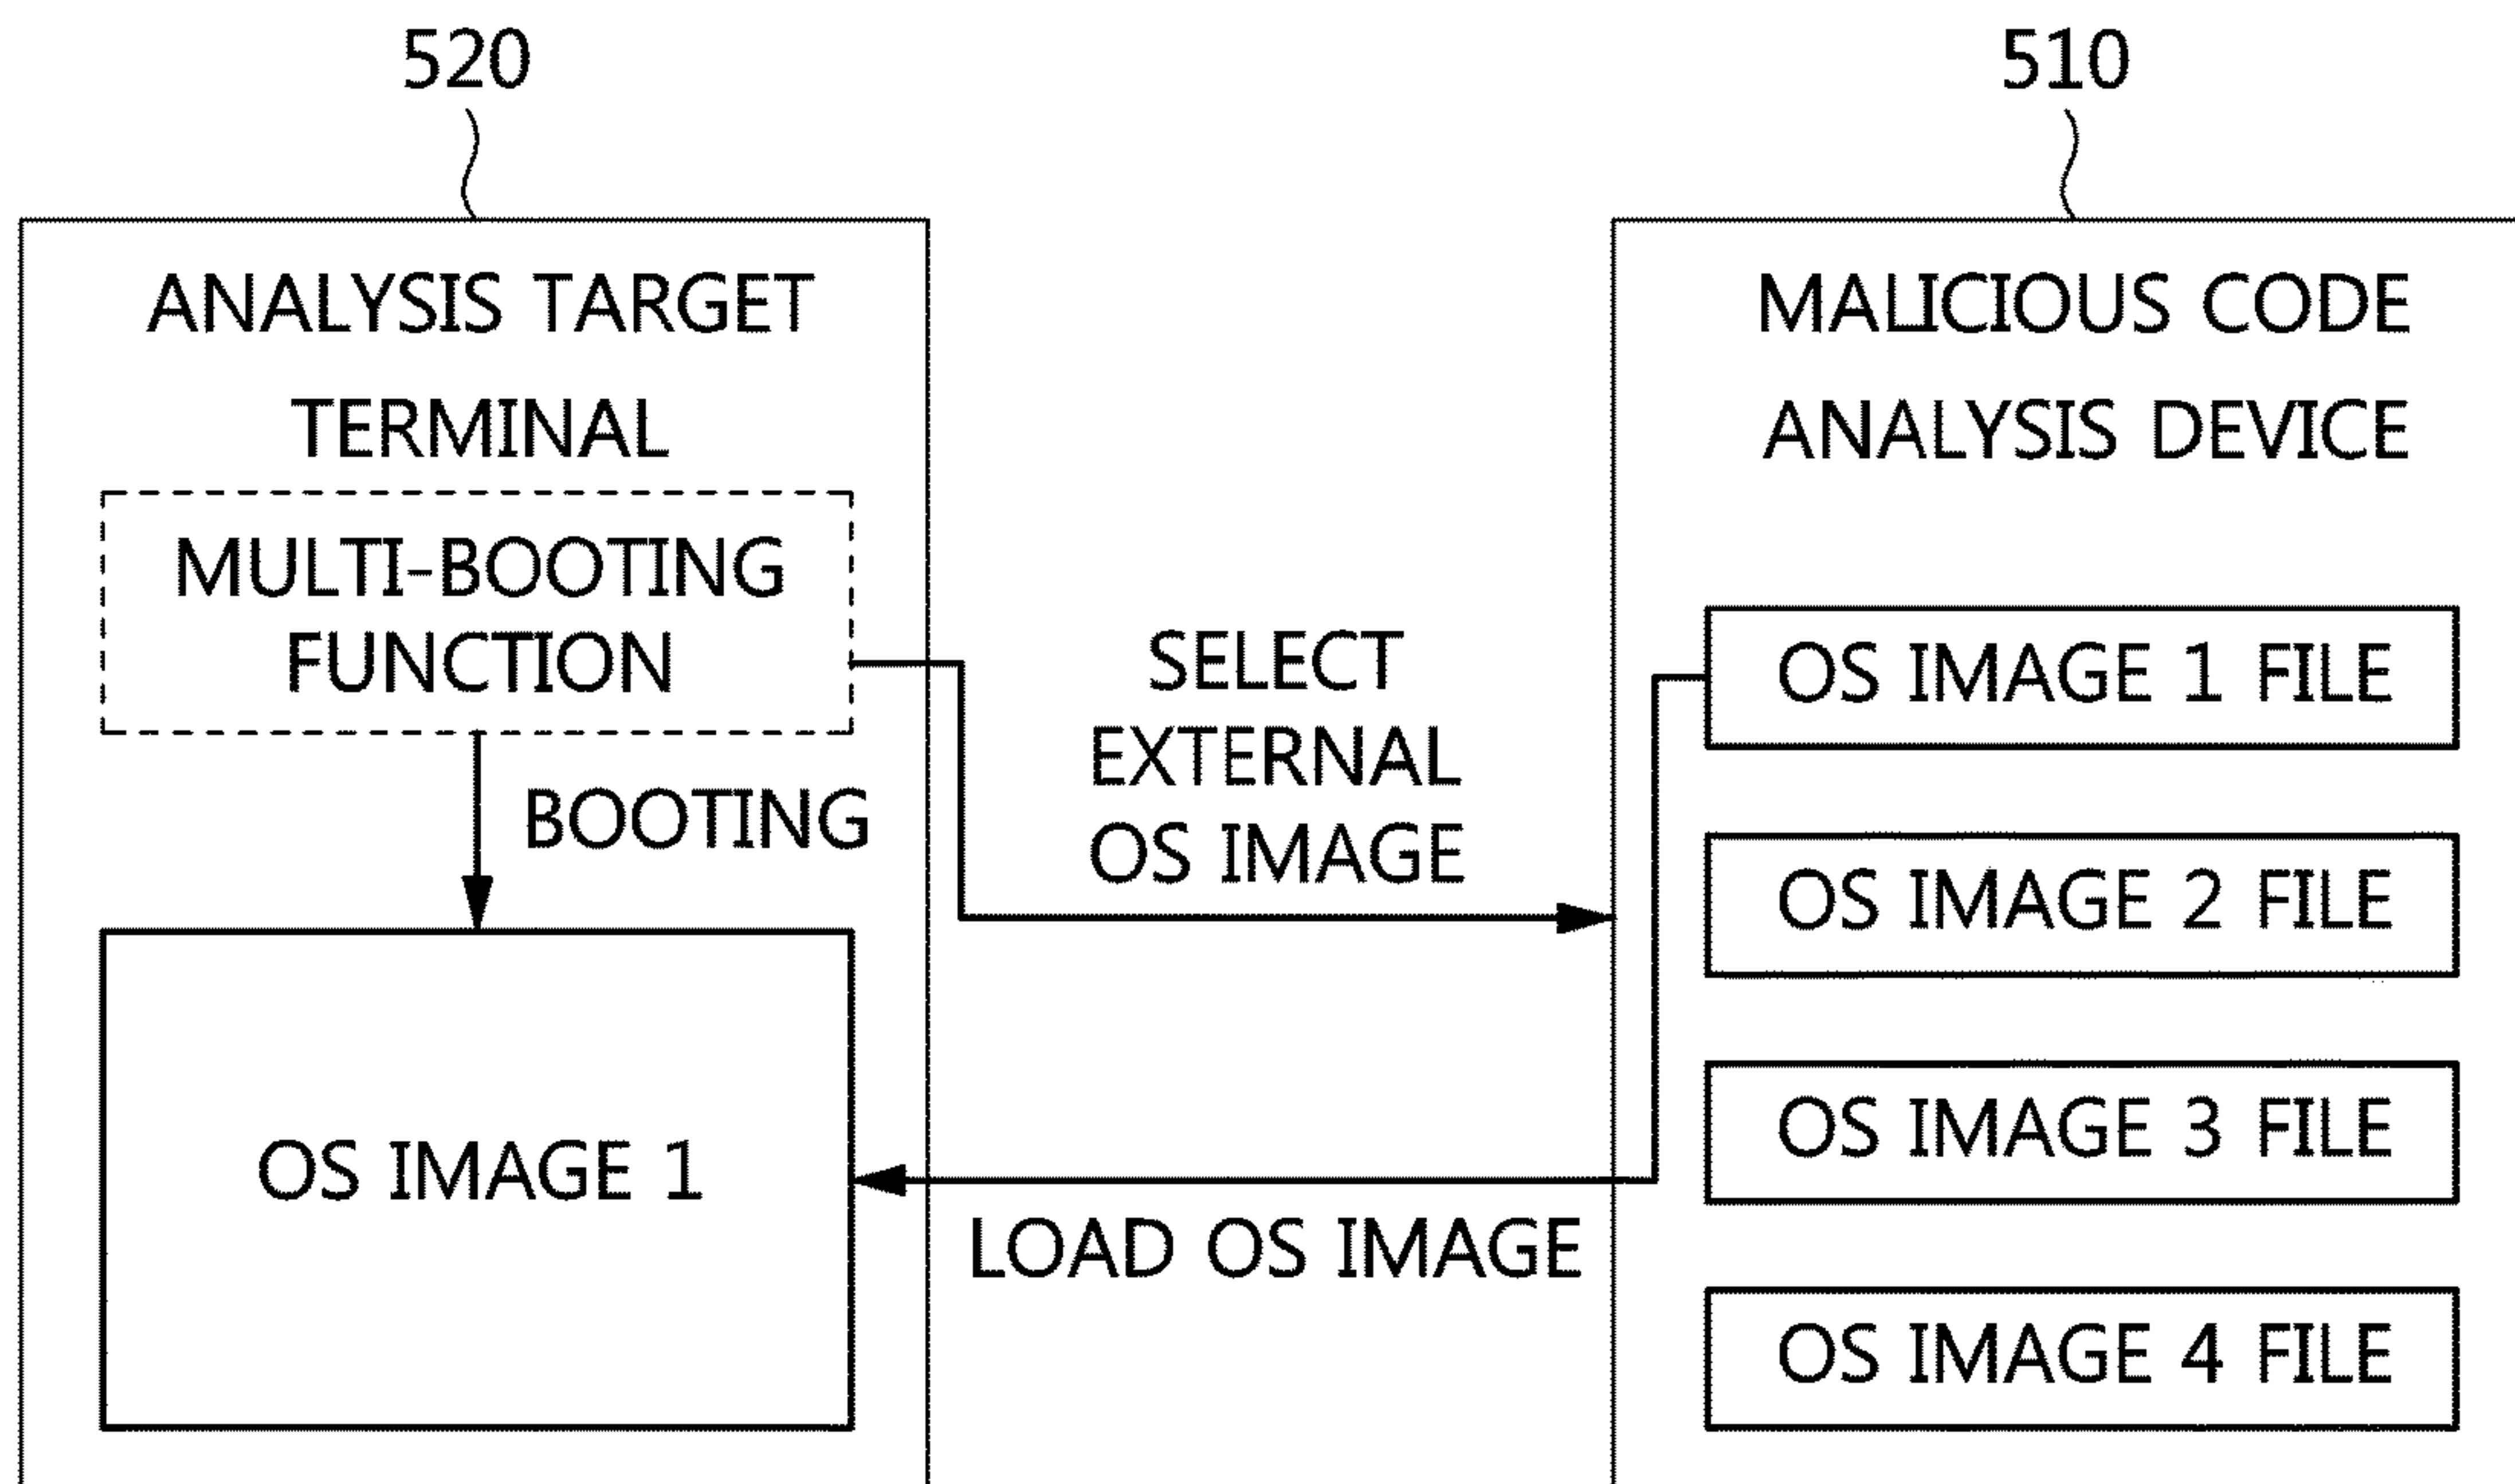 520
510
ANALYSIS TARGET
TERMINAL
MULTI-BOOTING
FUNCTION
BOOTING
OS IMAGE 1
SELECT
EXTERNAL
OS IMAGE
LOAD OS IMAGE
MALICIOUS CODE
ANALYSIS DEVICE
OS IMAGE 1 FILE
OS IMAGE 2 FILE
OS IMAGE 3 FILE
OS IMAGE 4 FILE